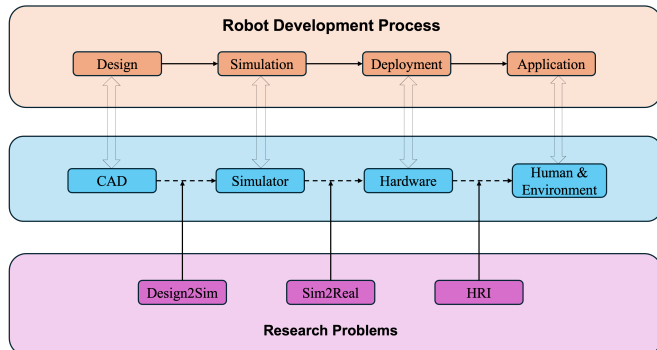 Robot Development Process
Design
Simulation
Deployment
Application
CAD
Simulator
Hardware
Human &
Environment
Design2Sim
Sim2Real
HRI
Research Problems